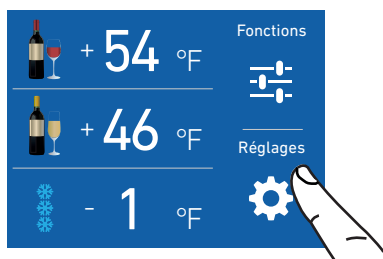 + 54 °F
Fonctions
+ 46 °F
Réglages
- 1 °F